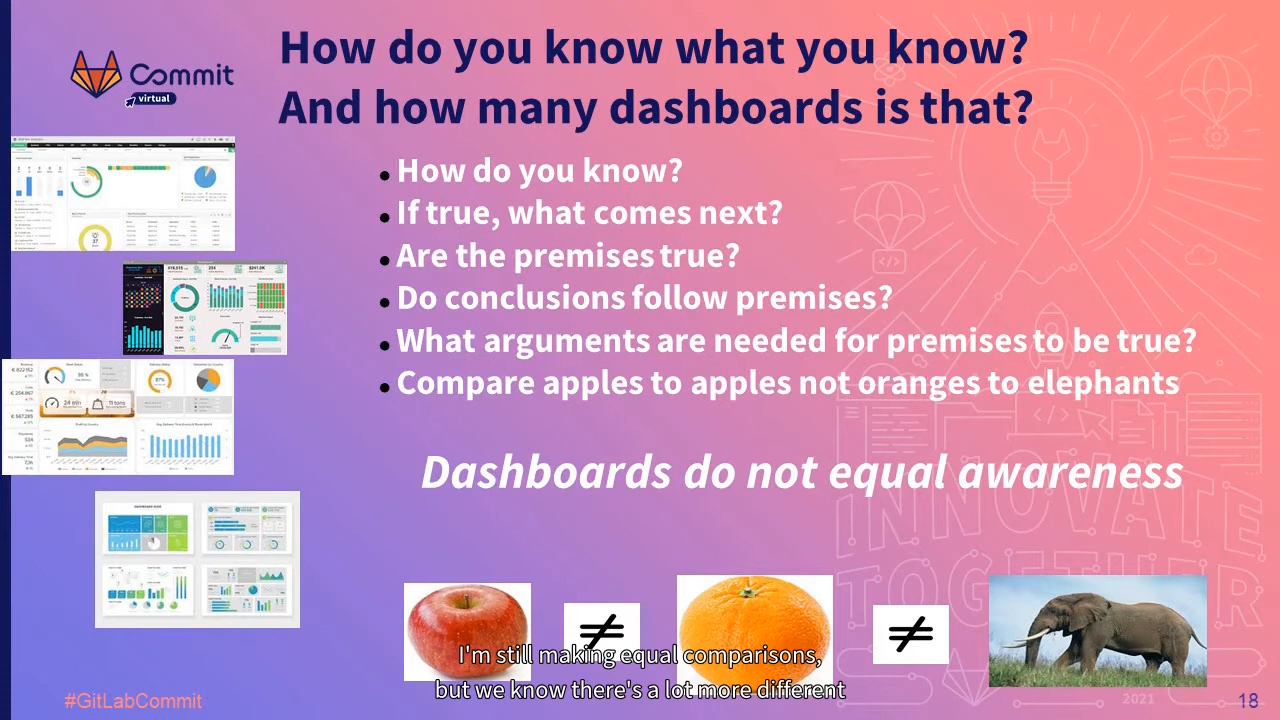 How do you know what you know?
And how many dashboards is that?
Commit
virtual
• How do you know?
• If true, what comes next?
• Are the premises true?
• Do conclusions follow premises?
• What arguments are needed for premises to be true?
• Compare apples to apples not oranges to elephants
Dashboards do not equal awareness
INNOVATE
TOGETHER
≠
≠
I'm still making equal comparisons,
but we know there's a lot more different
#GitLabCommit
2021
18